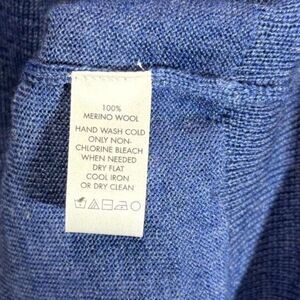 100%
MERINO WOOL
HAND WASH COLD
ONLY NON-
CHLORINE BLEACH
WHEN NEEDED
DRY FLAT
COOL IRON
OR DRY CLEAN